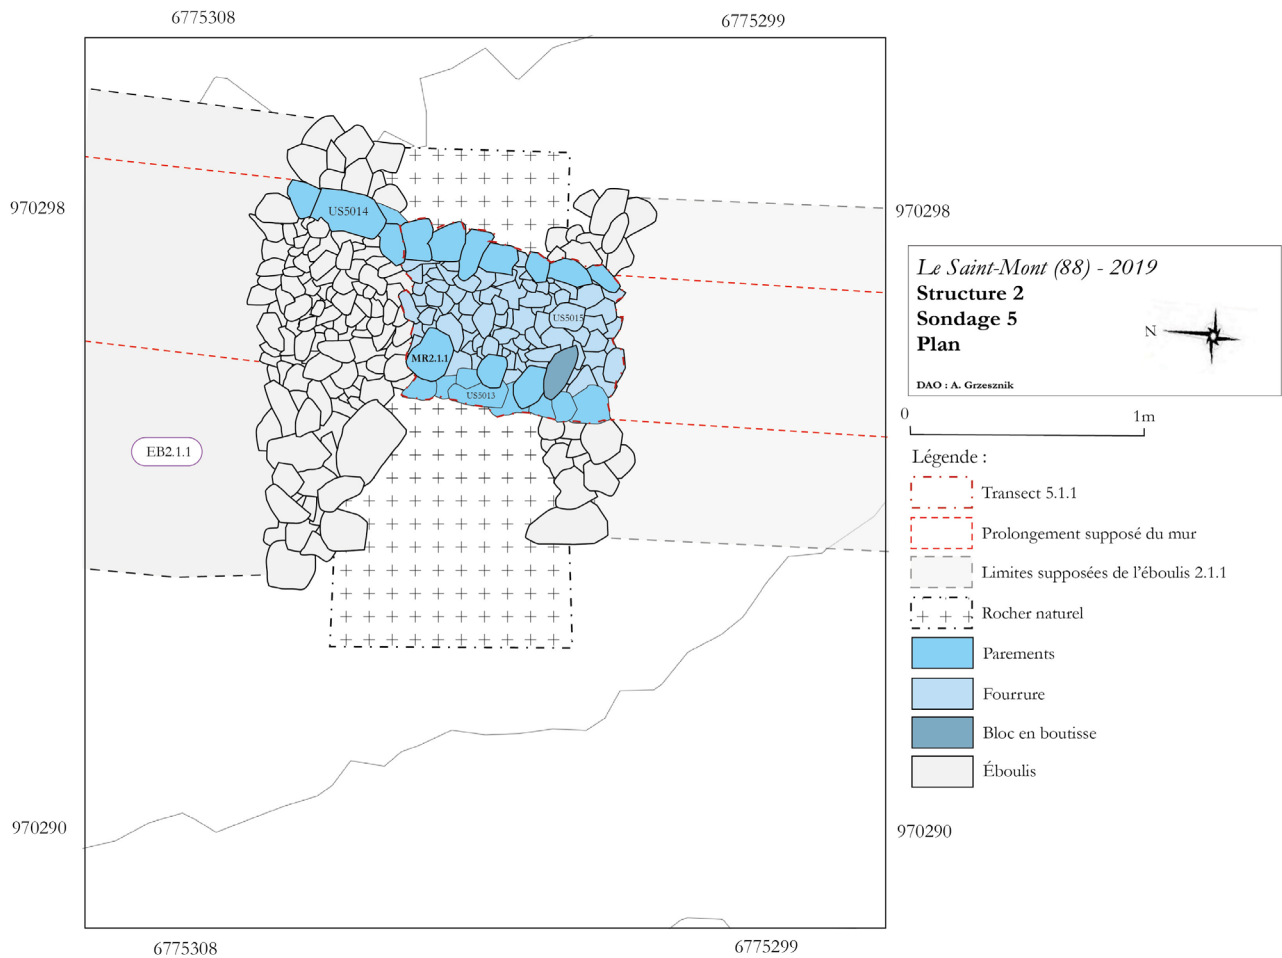 6775308
6775299
970298
970298
US5014
US5015
MR2.1.1
US5013
EB2.1.1
970290
970290
6775308
6775299
Le Saint-Mont (88) - 2019
Structure 2
Sondage 5
Plan
DAO : A. Grzesznik
N
0
1m
Légende :
Transect 5.1.1
Prolongement supposé du mur
Limites supposées de l'éboulis 2.1.1
Rocher naturel
Parements
Fourrure
Bloc en boutisse
Éboulis